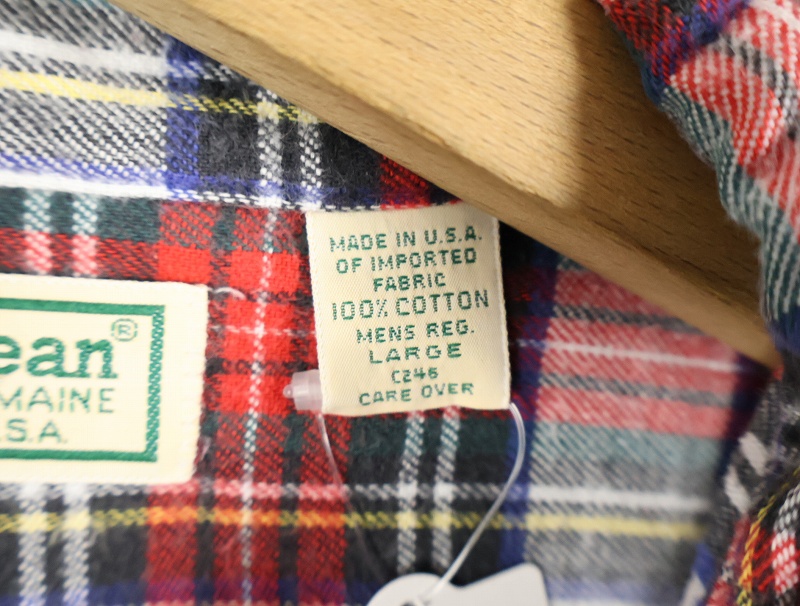 ean®
MAINE
.S.A.
MADE IN U.S.A.
OF IMPORTED
FABRIC
100% COTTON
MENS REG.
LARGE
C246
CARE OVER